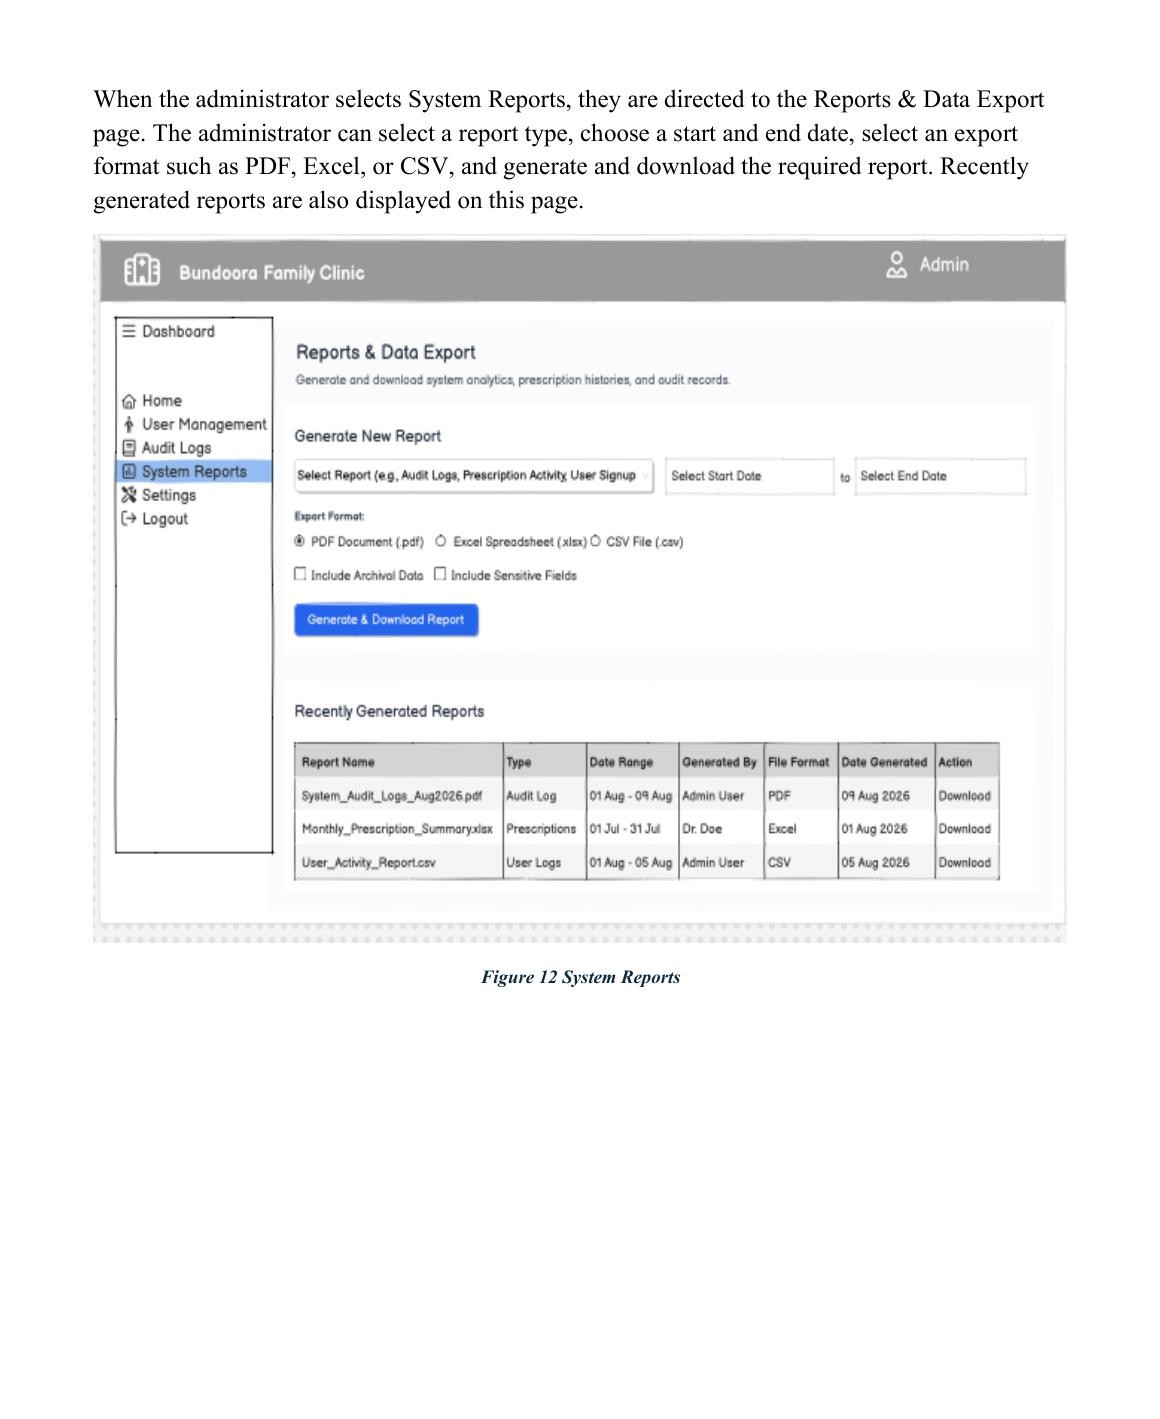 When the administrator selects System Reports, they are directed to the Reports & Data Export
page. The administrator can select a report type, choose a start and end date, select an export
format such as PDF, Excel, or CSV, and generate and download the required report. Recently
generated reports are also displayed on this page.
Bundoora Family Clinic
Admin
Dashboard
Home
User Management
Audit Logs
System Reports
Settings
Logout
Reports & Data Export
Generate and download system analytics, prescription histories, and audit records.
Generate New Report
Select Report (e.g., Audit Logs, Prescription Activity, User Signup
Select Start Date to Select End Date
Export Format:
PDF Document (.pdf) Excel Spreadsheet (.xlsx) CSV File (.csv)
Include Archival Data Include Sensitive Fields
Generate & Download Report
Recently Generated Reports
Report Name Type Date Range Generated By File Format Date Generated Action
System_Audit_Logs_Aug2026.pdf Audit Log 01 Aug - 09 Aug Admin User PDF 09 Aug 2026 Download
Monthly_Prescription_Summary.xlsx Prescriptions 01 Jul - 31 Jul Dr. Doe Excel 01 Aug 2026 Download
User_Activity_Report.csv User Logs 01 Aug - 05 Aug Admin User CSV 05 Aug 2026 Download
Figure 12 System Reports